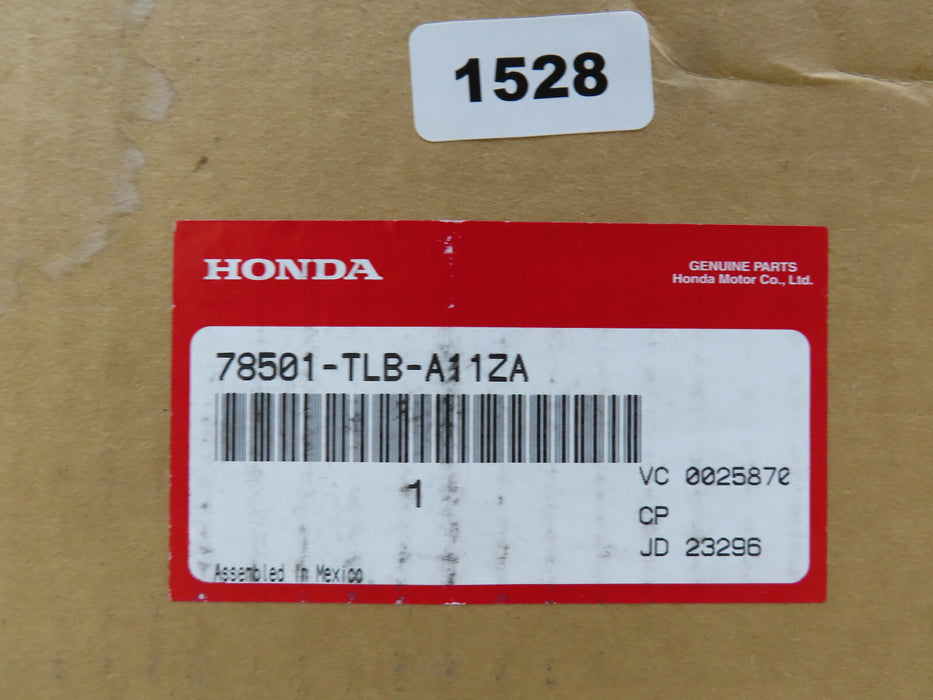 1528
HONDA
GENUINE PARTS
Honda Motor Co., Ltd.
78501-TLB-A11ZA
1
VC 0025870
CP
JD 23296
Assembled In Mexico